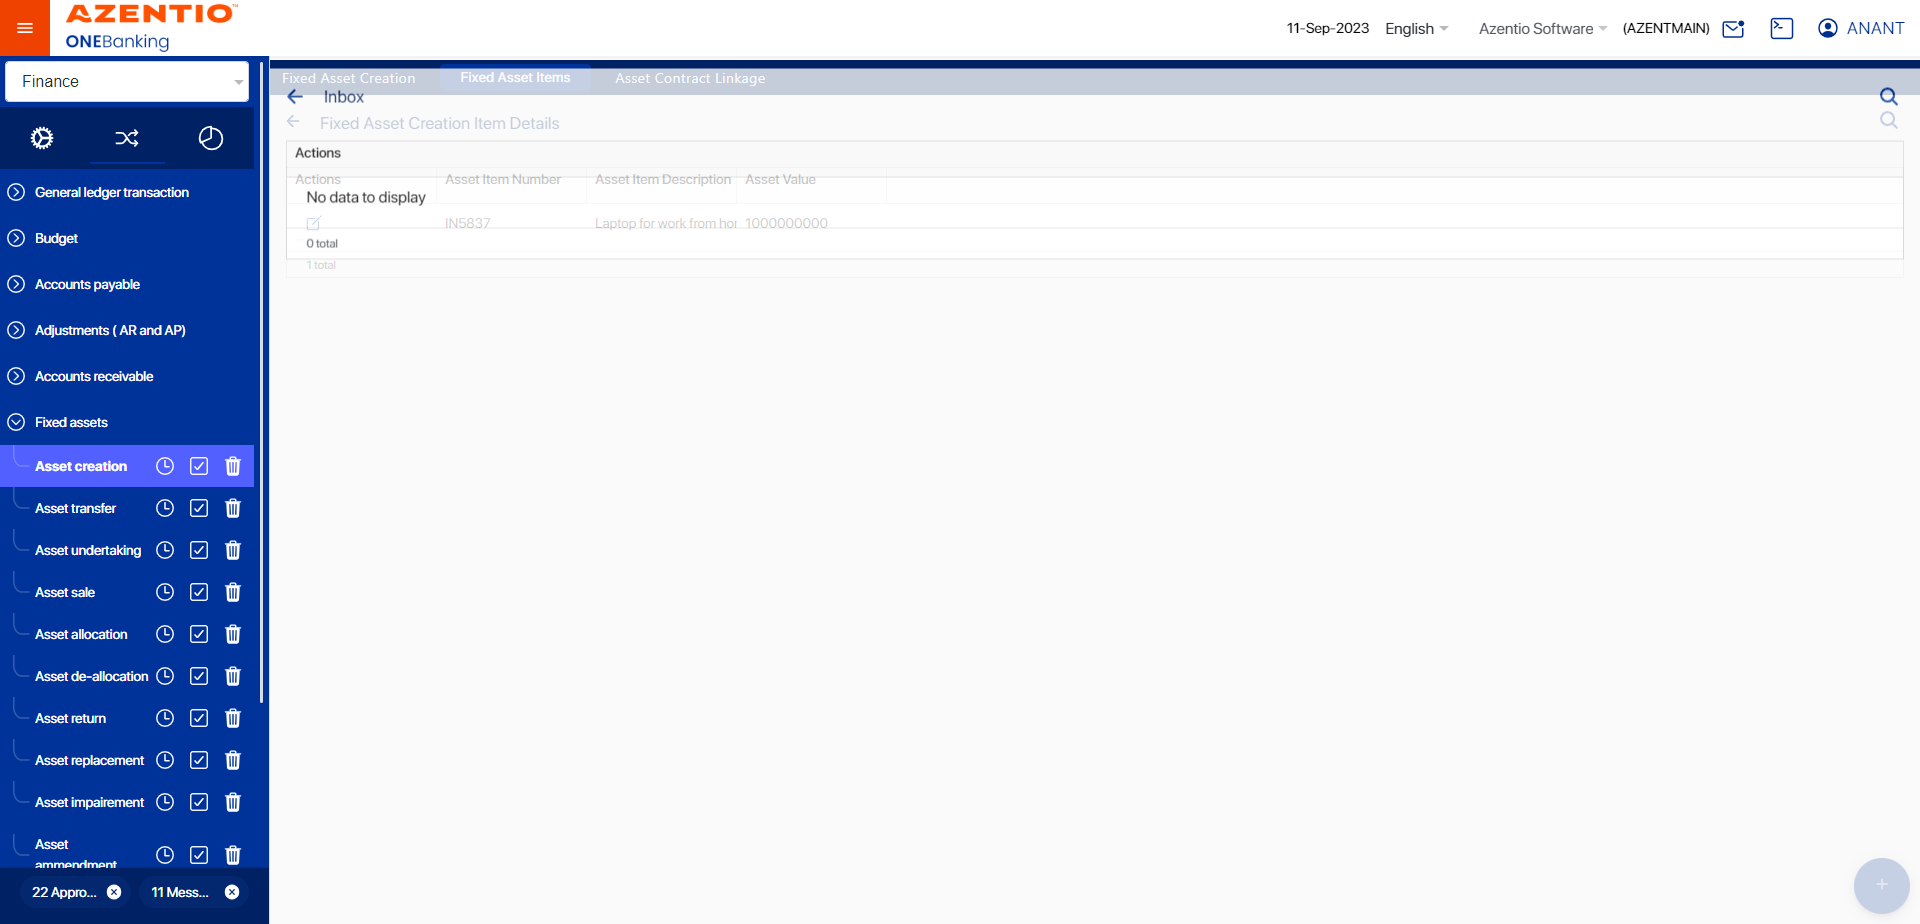 AZENTIO™
ONEBanking
11-Sep-2023 English Azentio Software (AZENTMAIN) ANANT
Finance
General ledger transaction
Budget
Accounts payable
Adjustments ( AR and AP)
Accounts receivable
Fixed assets
Asset creation
Asset transfer
Asset undertaking
Asset sale
Asset allocation
Asset de-allocation
Asset return
Asset replacement
Asset impairement
Asset
ammendment
22 Appro...
11 Mess...
Fixed Asset Creation Fixed Asset Items Asset Contract Linkage
Inbox
Fixed Asset Creation Item Details
Actions
Actions Asset Item Number Asset Item Description Asset Value
No data to display
IN5837 Laptop for work from hor 1000000000
0 total
1 total